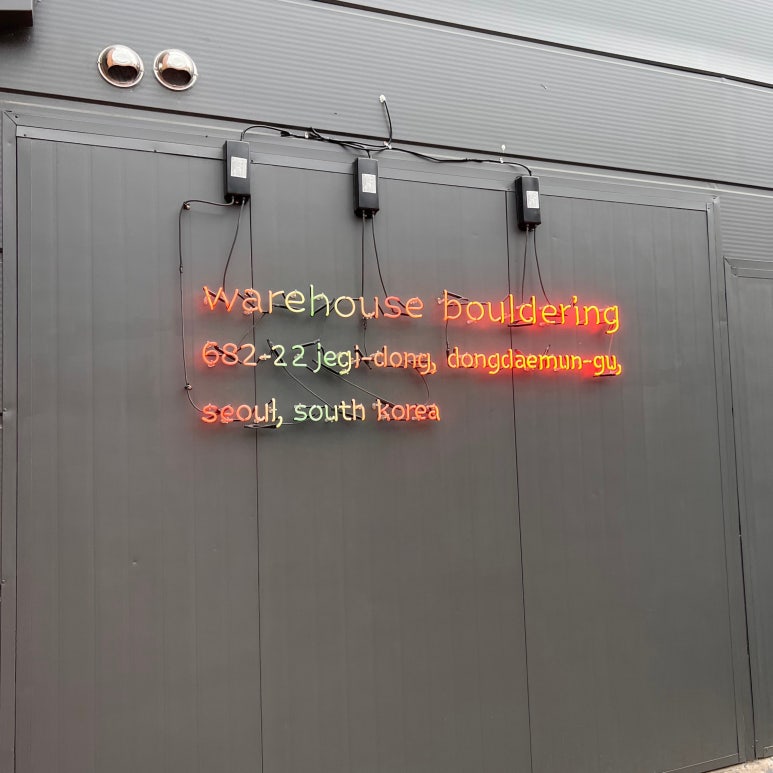 warehouse bouldering
682-22 jegi-dong, dongdaemun-gu,
seoul, south korea